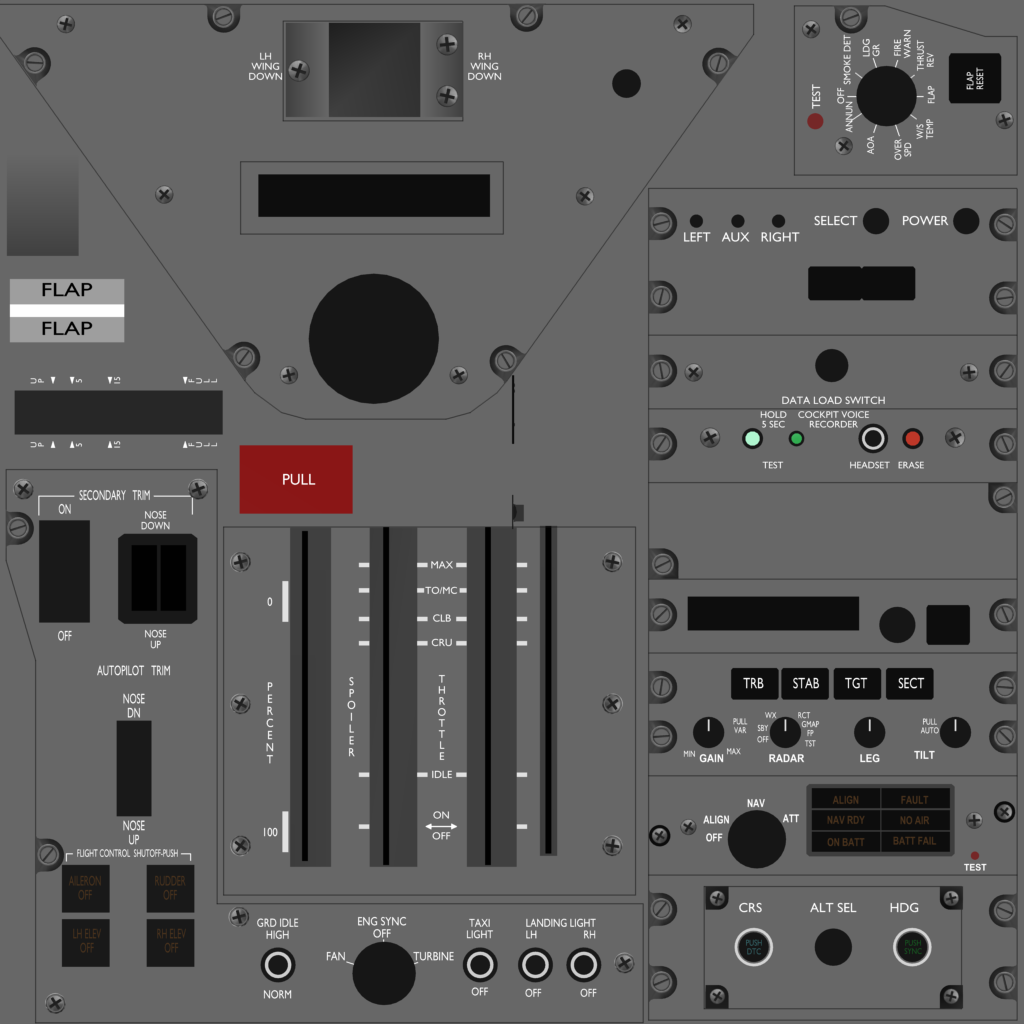 LH
WING
DOWN
RH
WING
DOWN
TEST
ANNUN
OFF
SMOKE DET
LDG
GR
FIRE
WARN
THRUST
REV
FLAP
W/S
TEMP
OVER
SPD
AOA
FLAP
RESET
LEFT AUX RIGHT
SELECT
POWER
FLAP
FLAP
UP 5 15 FULL
UP 5 15 FULL
DATA LOAD SWITCH
HOLD
5 SEC
COCKPIT VOICE
RECORDER
TEST
HEADSET
ERASE
PULL
SECONDARY TRIM
ON
OFF
NOSE
DOWN
NOSE
UP
AUTOPILOT TRIM
NOSE
DN
NOSE
UP
FLIGHT CONTROL SHUTOFF-PUSH
AILERON
OFF
RUDDER
OFF
LH ELEV
OFF
RH ELEV
OFF
0
PERCENT
100
SPOILER
MAX
TO/MC
CLB
CRU
THROTTLE
IDLE
ON
OFF
TRB STAB TGT SECT
MIN GAIN MAX
PULL
VAR
OFF
SBY
WX
RCT
GMAP
FP
TST
RADAR
LEG
PULL
AUTO
TILT
NAV
ALIGN
OFF
ATT
ALIGN FAULT
NAV RDY NO AIR
ON BATT BATT FAIL
TEST
CRS ALT SEL HDG
PUSH
DTC
PUSH
SYNC
GRD IDLE
HIGH
NORM
ENG SYNC
OFF
FAN
TURBINE
TAXI
LIGHT
OFF
LANDING LIGHT
LH RH
OFF OFF